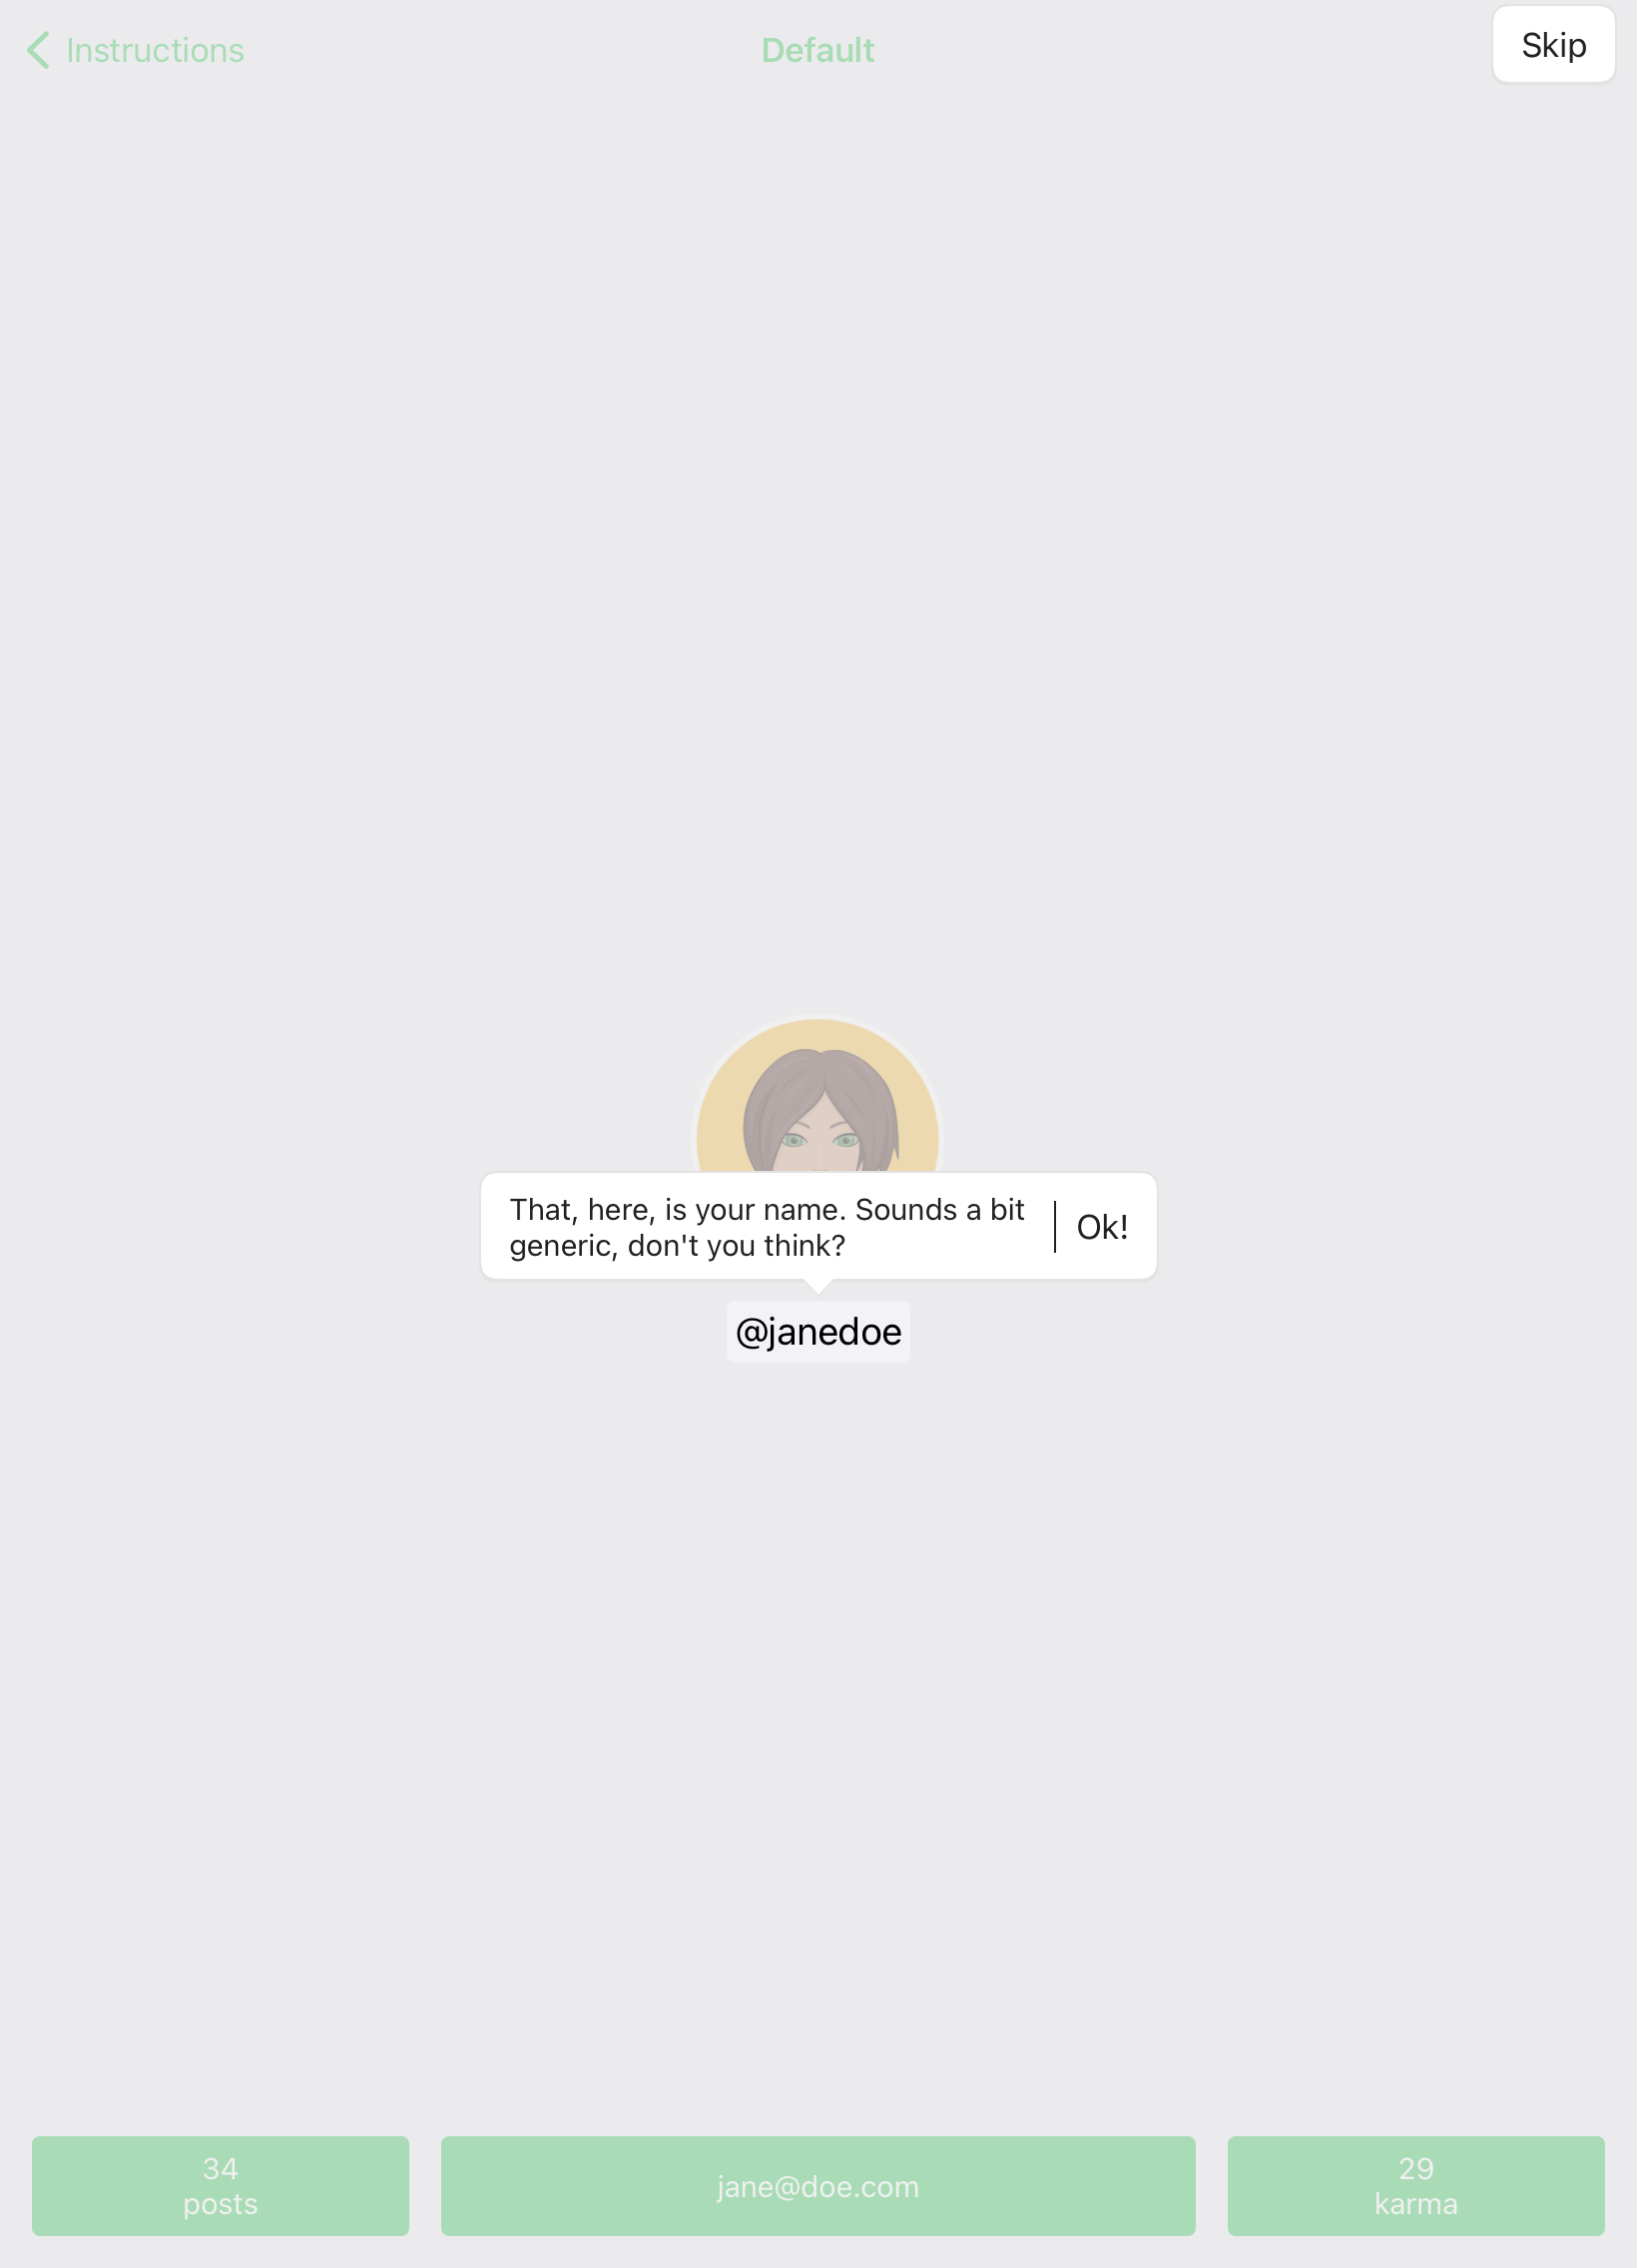 Instructions
Default
Skip
That, here, is your name. Sounds a bit
generic, don't you think?
Ok!
@janedoe
34
posts
jane@doe.com
29
karma